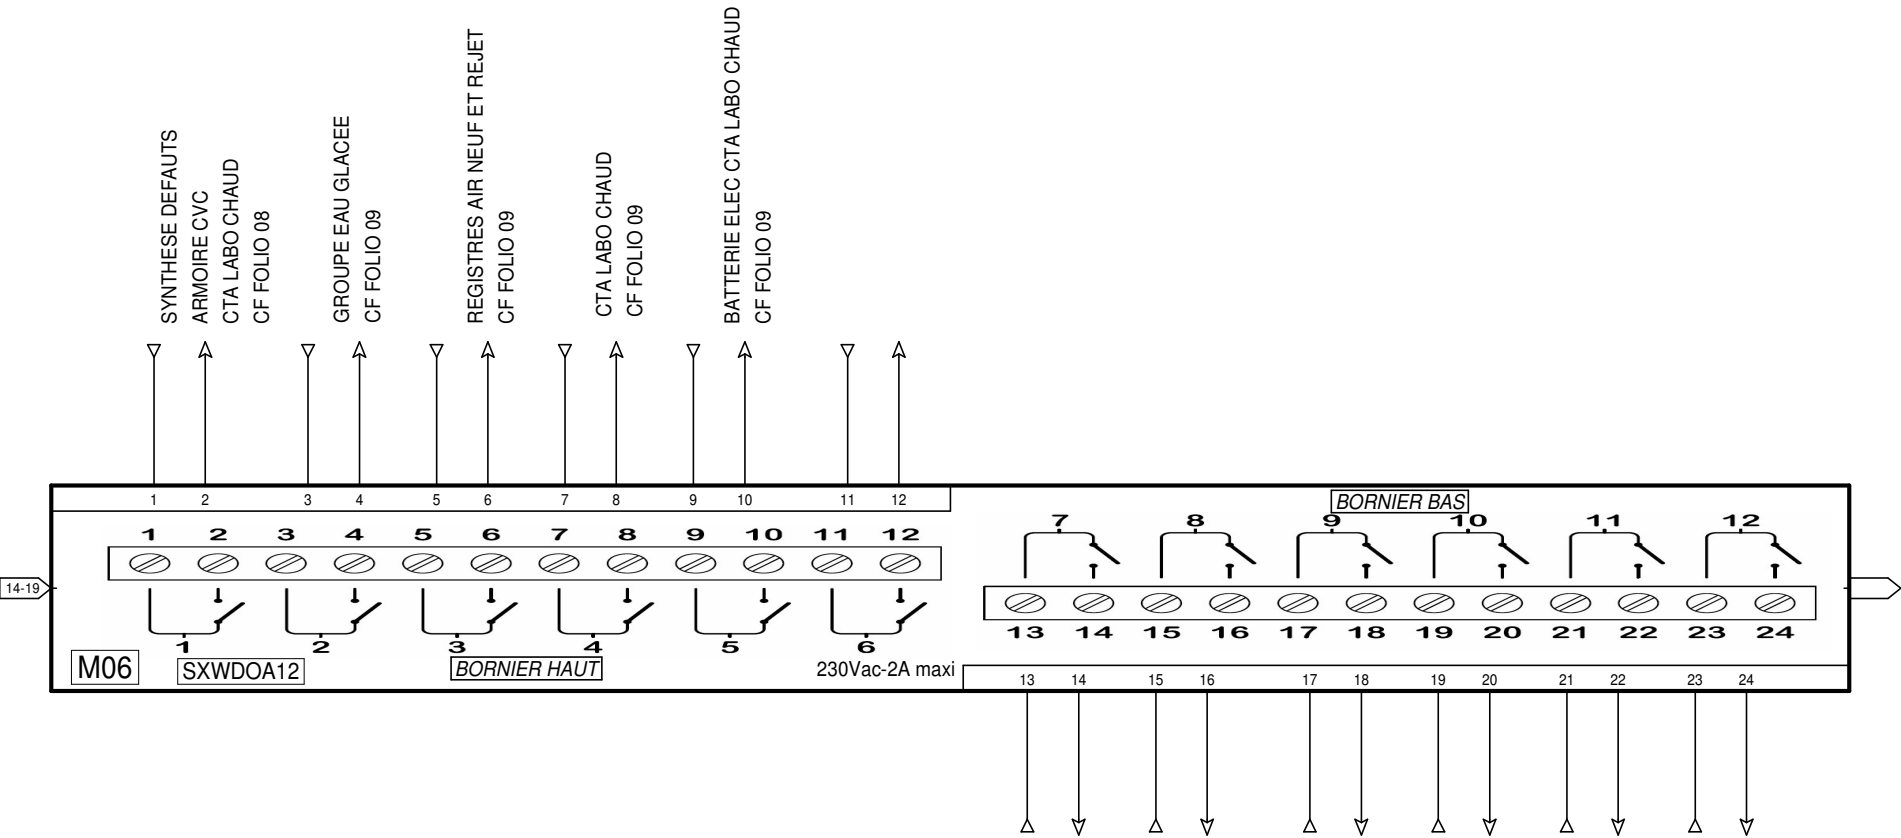 SYNTHESE DEFAUTS
ARMOIRE CVC
CTA LABO CHAUD
CF FOLIO 08
GROUPE EAU GLACEE
CF FOLIO 09
REGISTRES AIR NEUF ET REJET
CF FOLIO 09
CTA LABO CHAUD
CF FOLIO 09
BATTERIE ELEC CTA LABO CHAUD
CF FOLIO 09
1 2 3 4 5 6 7 8 9 10 11 12
1 2 3 4 5 6 7 8 9 10 11 12
14-19
1 2 3 4 5 6
M06
SXWDOA12
BORNIER HAUT
230Vac-2A maxi
BORNIER BAS
7 8 9 10 11 12
13 14 15 16 17 18 19 20 21 22 23 24
13 14 15 16 17 18 19 20 21 22 23 24